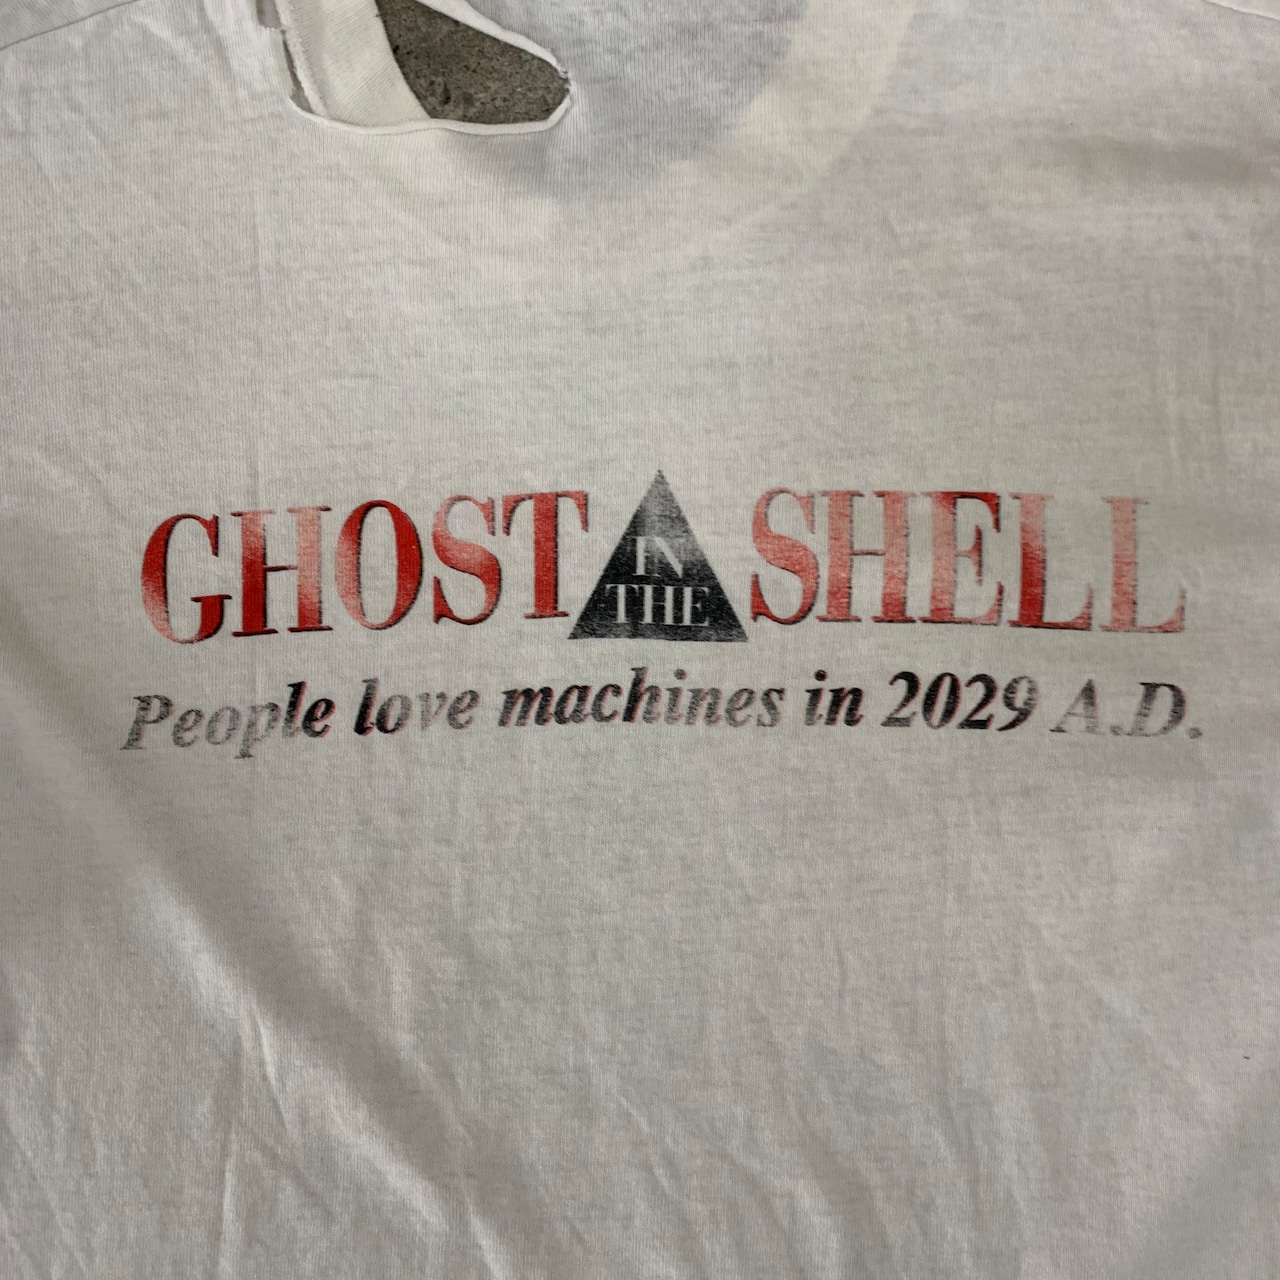 GHOST IN THE SHELL
People love machines in 2029 A.D.